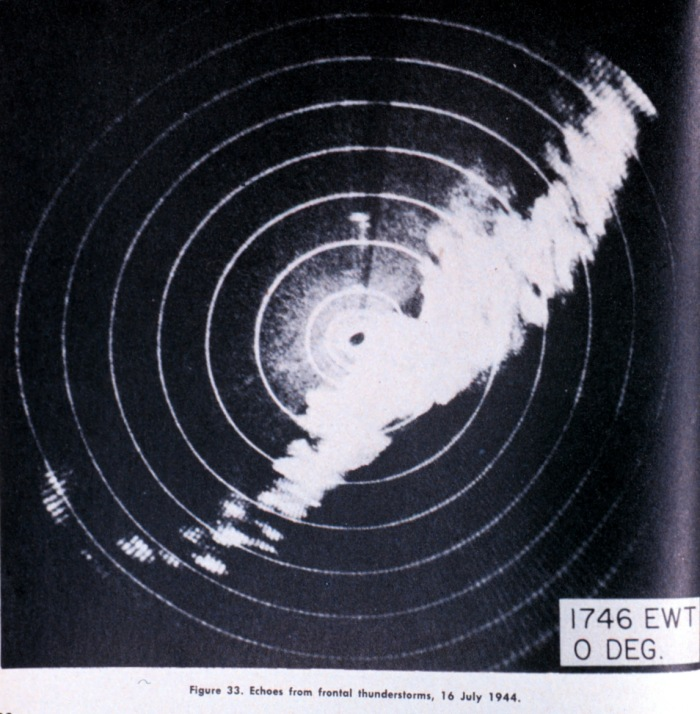 1746 EWT
0 DEG.
Figure 33. Echoes from frontal thunderstorms, 16 July 1944.